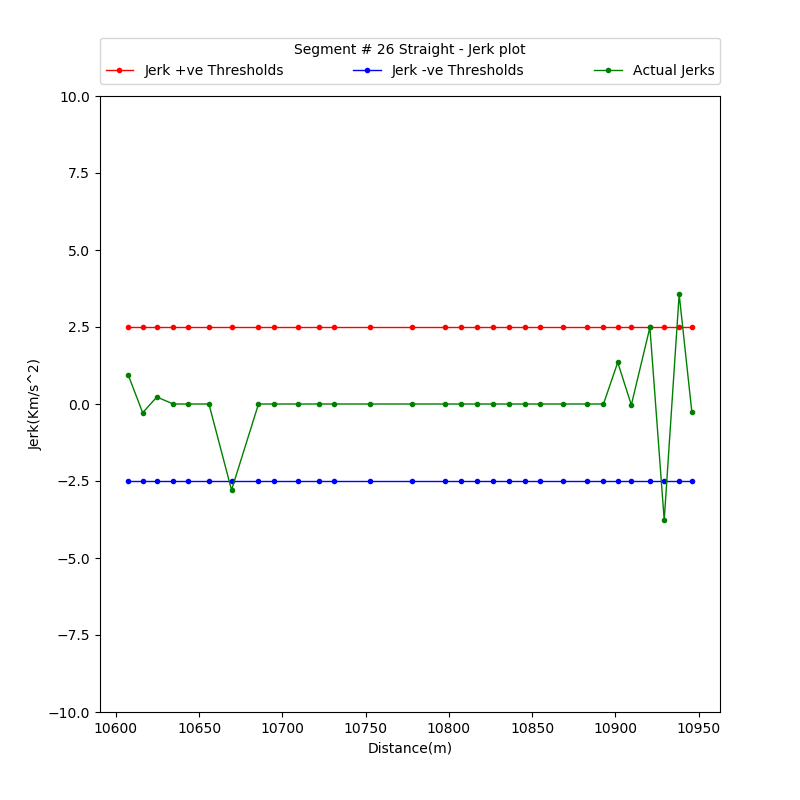 Segment # 26 Straight - Jerk plot
Jerk +ve Thresholds Jerk -ve Thresholds Actual Jerks
10.0
7.5
5.0
2.5
0.0
−2.5
−5.0
−7.5
−10.0
Jerk(Km/s^2)
10600 10650 10700 10750 10800 10850 10900 10950
Distance(m)